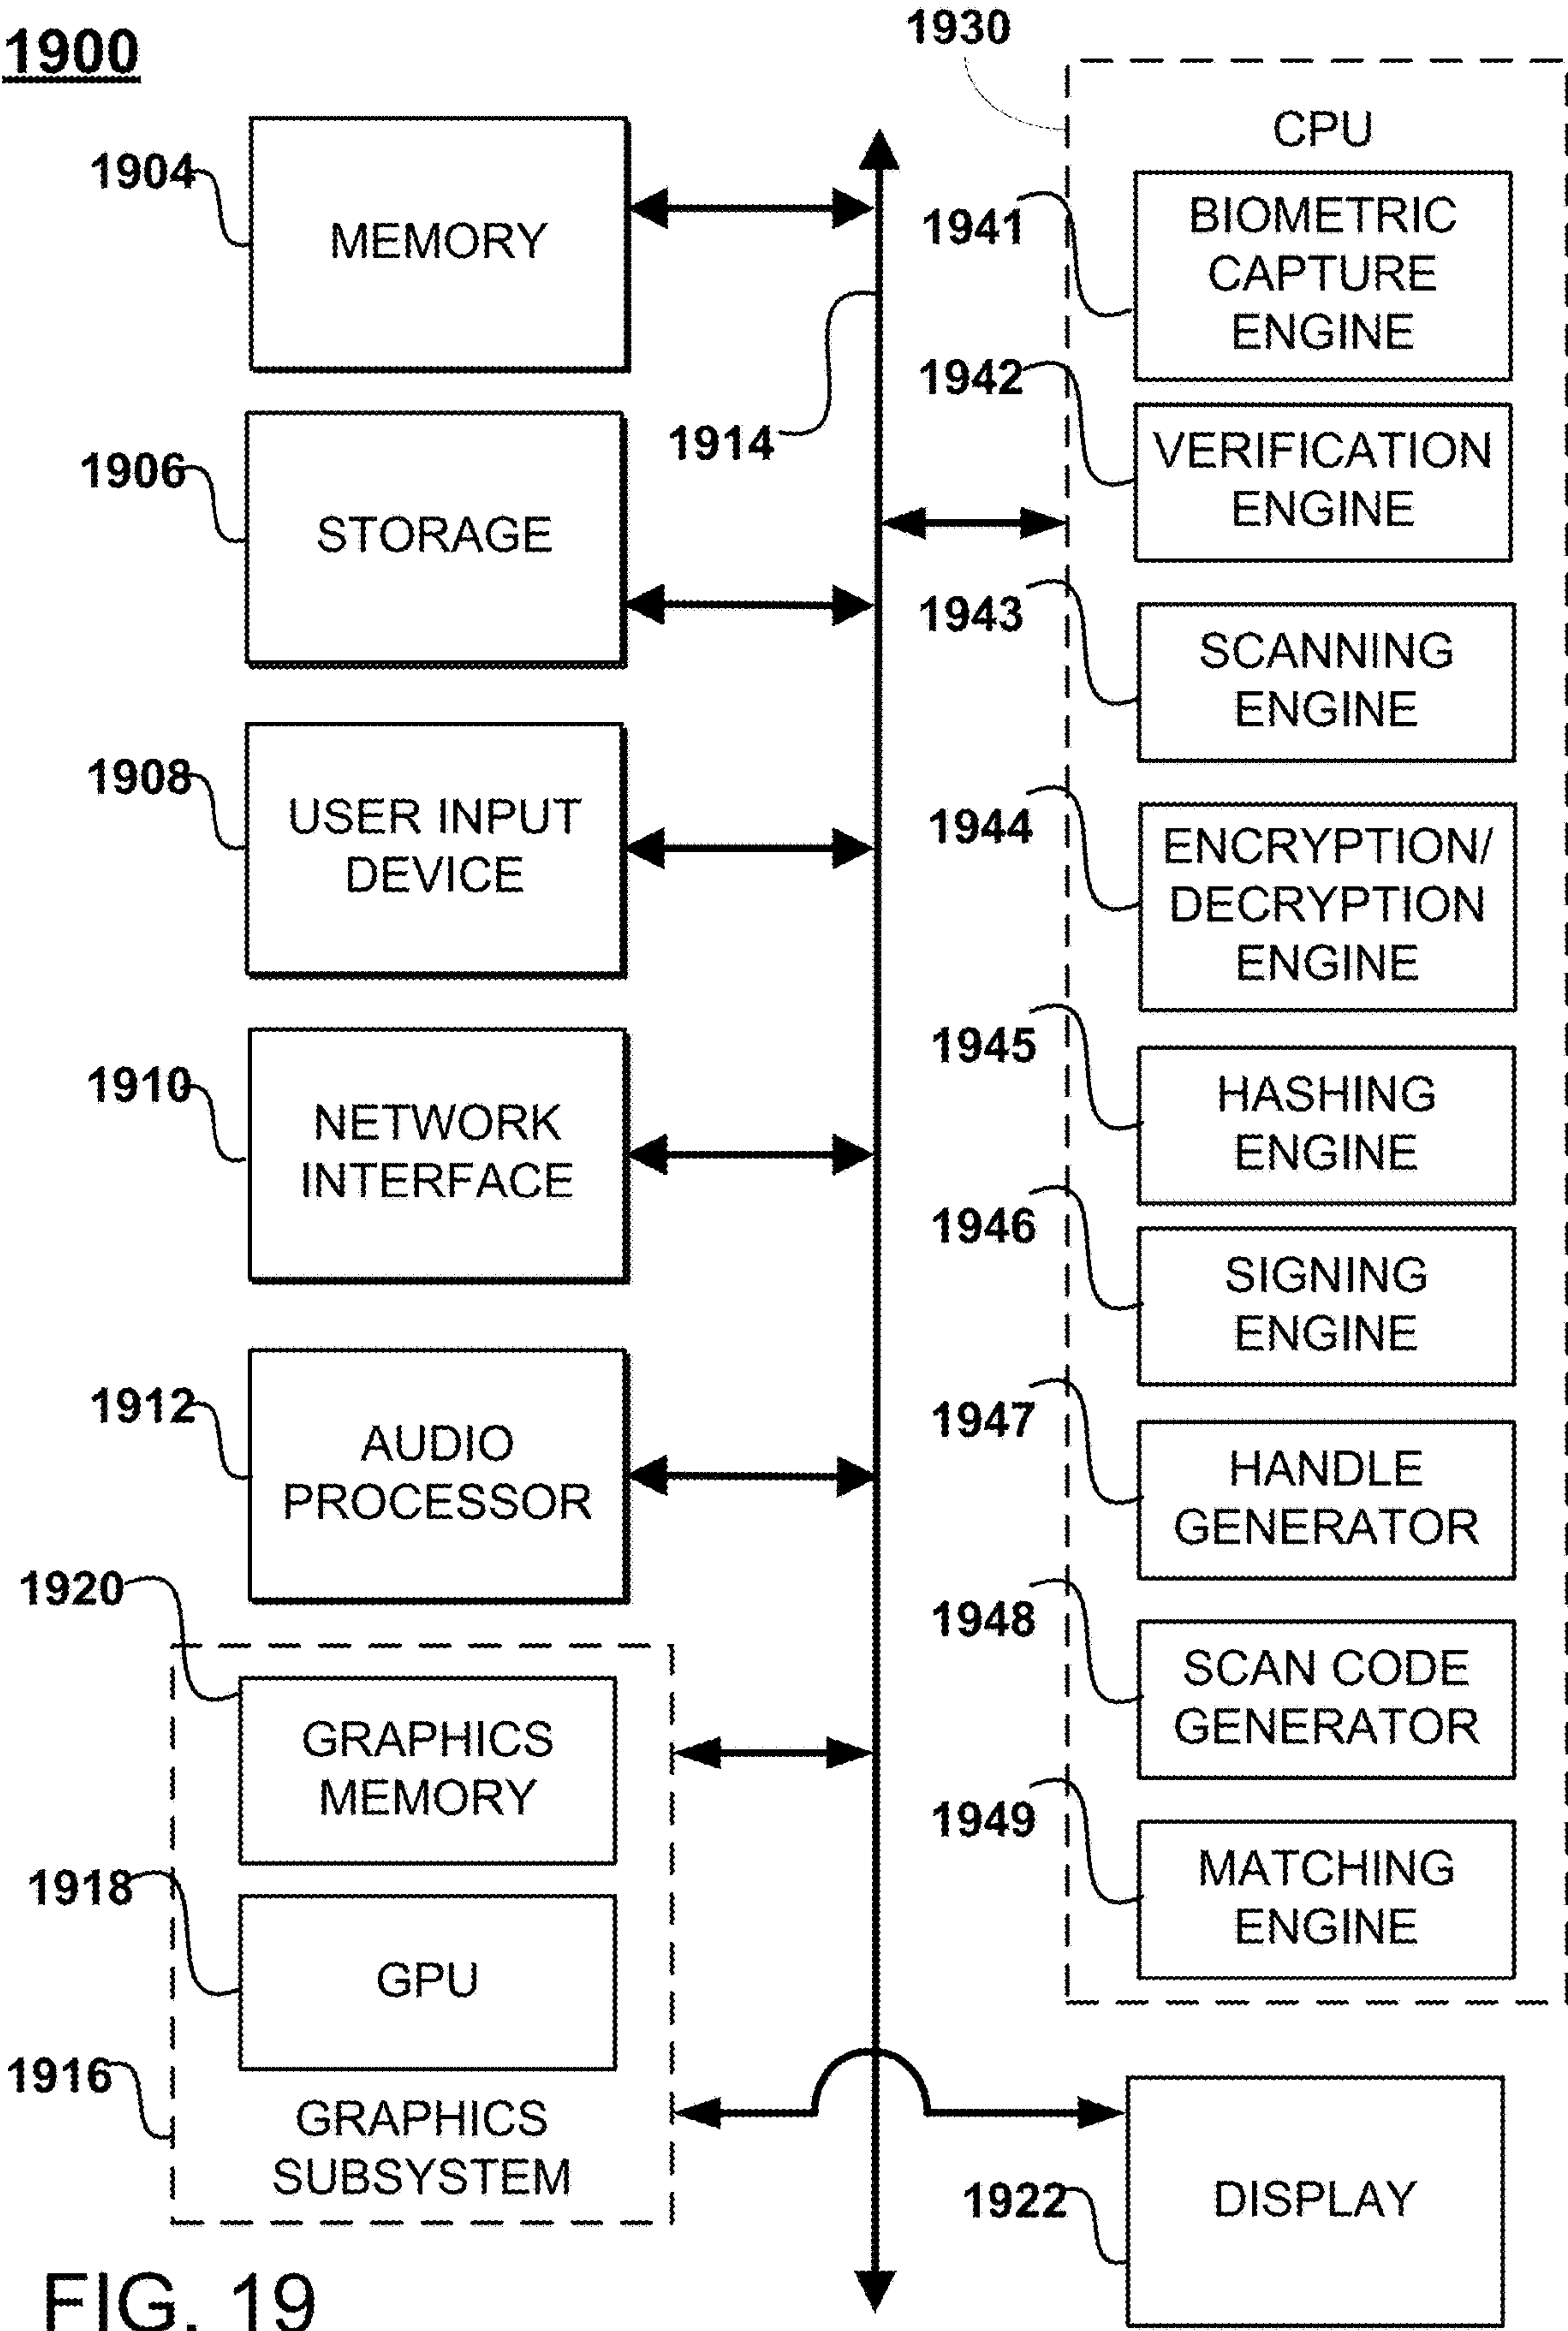 1900
1930
CPU
1904
MEMORY
1941
BIOMETRIC
CAPTURE
ENGINE
1914
1942
VERIFICATION
ENGINE
1906
STORAGE
1943
SCANNING
ENGINE
1908
USER INPUT
DEVICE
1944
ENCRYPTION/
DECRYPTION
ENGINE
1910
NETWORK
INTERFACE
1945
HASHING
ENGINE
1946
SIGNING
ENGINE
1912
AUDIO
PROCESSOR
1947
HANDLE
GENERATOR
1920
GRAPHICS
MEMORY
1948
SCAN CODE
GENERATOR
1918
GPU
1949
MATCHING
ENGINE
1916
GRAPHICS
SUBSYSTEM
1922
DISPLAY
FIG. 19